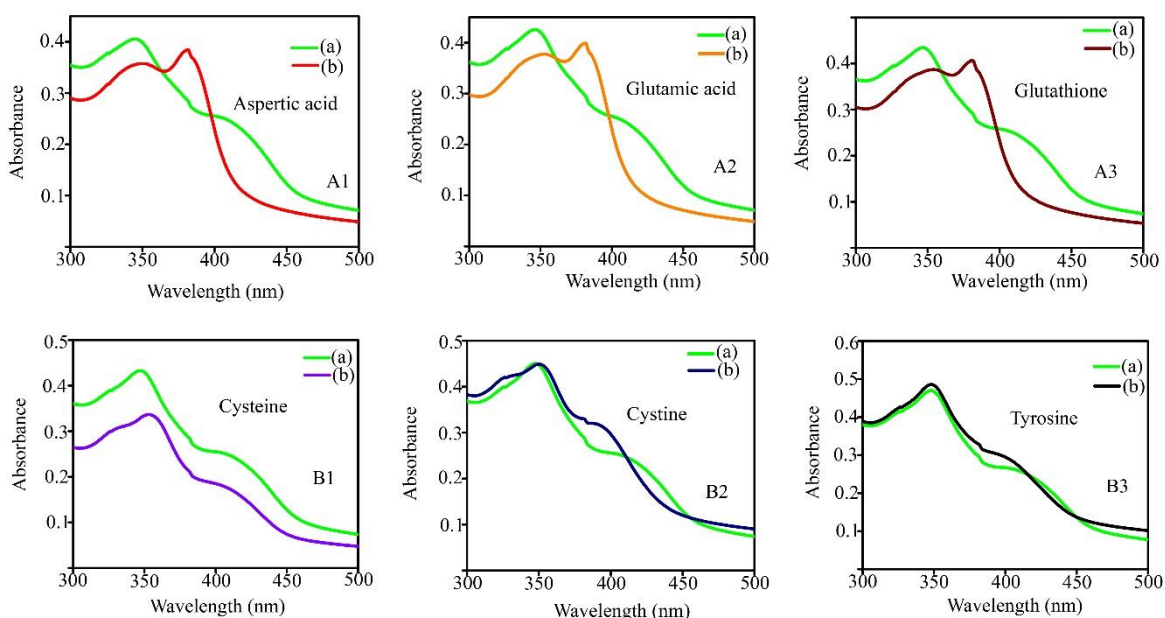 0.4
0.3
0.2
0.1
Absorbance
(a)
(b)
Aspertic acid
A1
300 350 400 450 500
Wavelength (nm)
0.4
0.3
0.2
0.1
Absorbance
(a)
(b)
Glutamic acid
A2
300 350 400 450 500
Wavelength (nm)
0.4
0.3
0.2
0.1
Absorbance
(a)
(b)
Glutathione
A3
300 350 400 450 500
Wavelength (nm)
0.5
0.4
0.3
0.2
0.1
Absorbance
(a)
(b)
Cysteine
B1
300 350 400 450 500
Wavelength (nm)
0.5
0.4
0.3
0.2
0.1
Absorbance
(a)
(b)
Cystine
B2
300 350 400 450 500
Wavelength (nm)
0.6
0.5
0.4
0.3
0.2
0.1
Absorbance
(a)
(b)
Tyrosine
B3
300 350 400 450 500
Wavelength (nm)